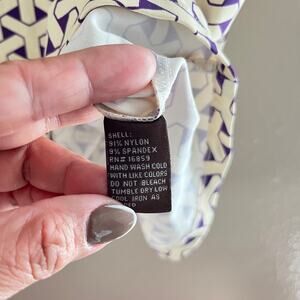 SHELL:
91% NYLON
9% SPANDEX
RN# 16859
HAND WASH COLD
WITH LIKE COLORS
DO NOT BLEACH
TUMBLE DRY LOW
COOL IRON AS